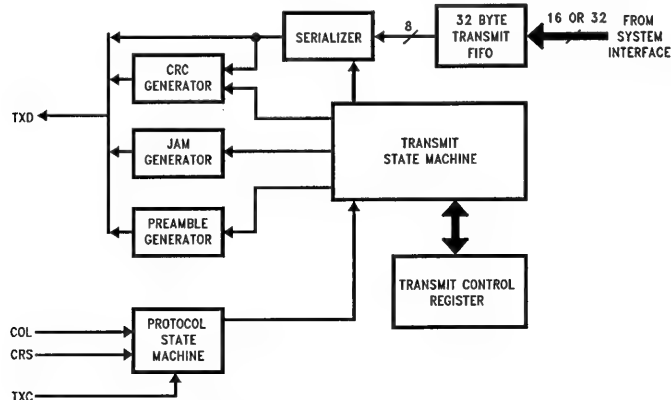 8
32 BYTE
TRANSMIT
FIFO
16 OR 32
FROM
SYSTEM
INTERFACE
SERIALIZER
CRC
GENERATOR
TXD
JAM
GENERATOR
TRANSMIT
STATE MACHINE
PREAMBLE
GENERATOR
TRANSMIT CONTROL
REGISTER
PROTOCOL
STATE
MACHINE
COL
CRS
TXC